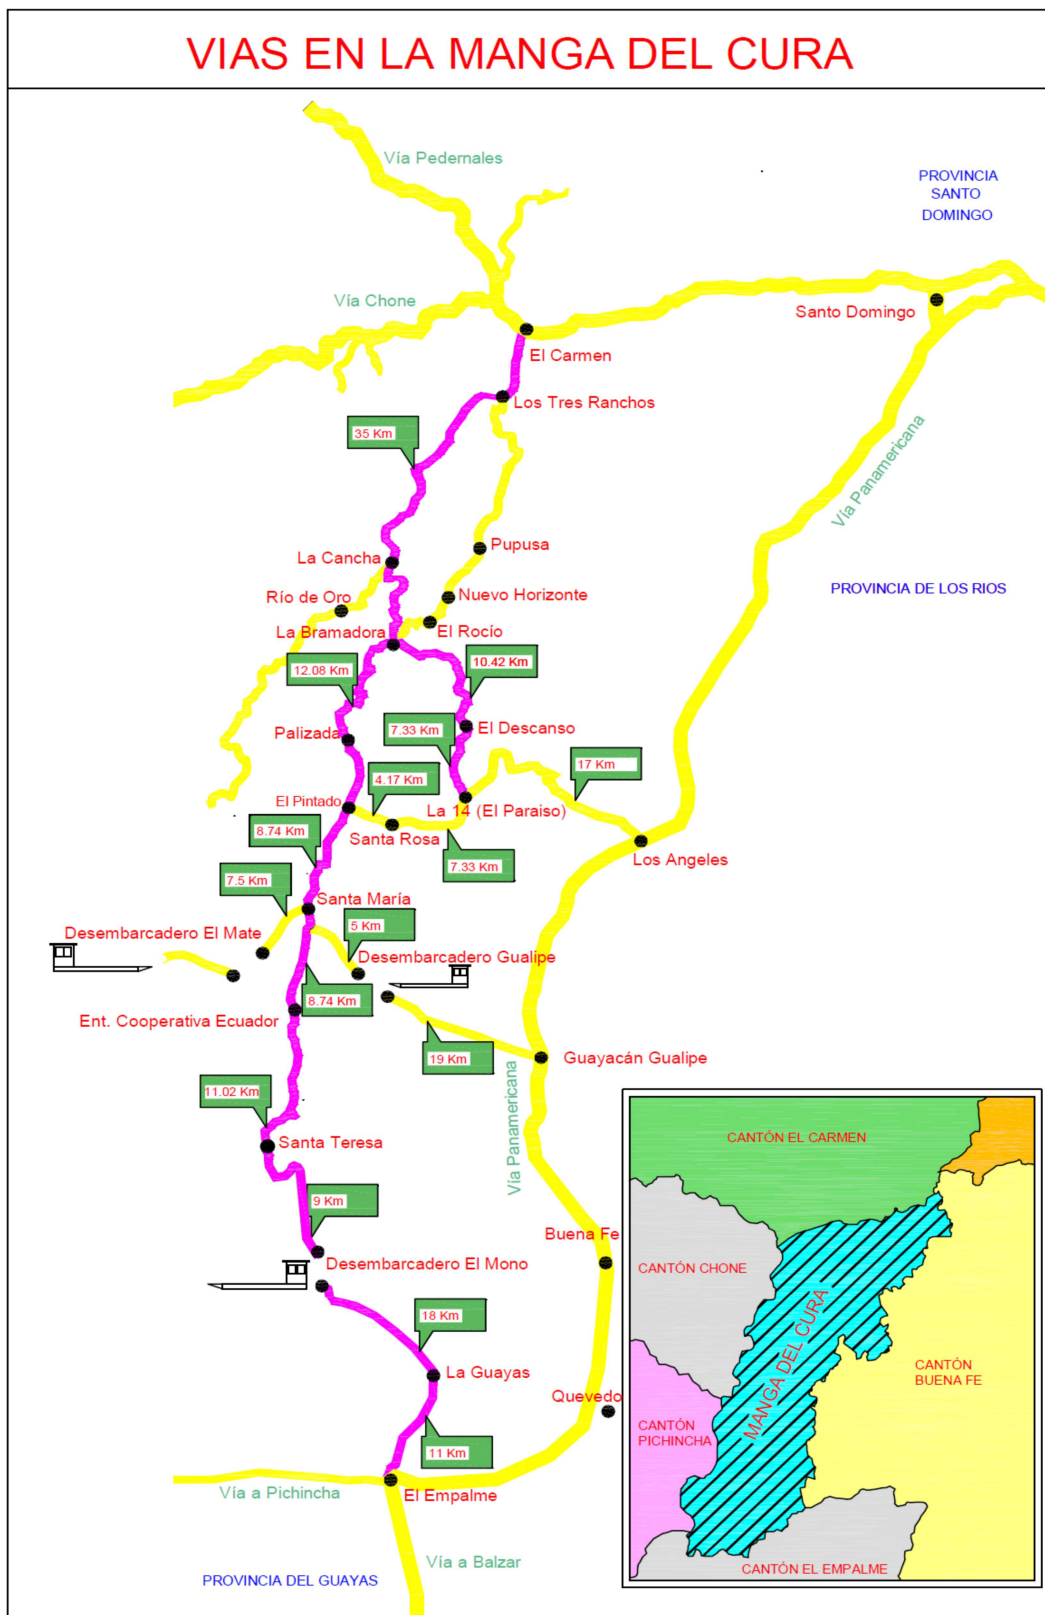 VIAS EN LA MANGA DEL CURA
Vía Pedernales
PROVINCIA
SANTO
DOMINGO
Vía Chone
Santo Domingo
El Carmen
Los Tres Ranchos
35 Km
Vía Panamericana
Pupusa
La Cancha
PROVINCIA DE LOS RIOS
Río de Oro
Nuevo Horizonte
La Bramadora
El Rocío
12.08 Km
10.42 Km
Palizada
7.33 Km
El Descanso
4.17 Km
17 Km
El Pintado
La 14 (El Paraiso)
Santa Rosa
8.74 Km
7.33 Km
Los Angeles
7.5 Km
Santa María
Desembarcadero El Mate
5 Km
Desembarcadero Gualipe
8.74 Km
Ent. Cooperativa Ecuador
19 Km
Guayacán Gualipe
11.02 Km
Vía Panamericana
Santa Teresa
9 Km
Buena Fe
Desembarcadero El Mono
18 Km
La Guayas
Quevedo
11 Km
Vía a Pichincha
El Empalme
Vía a Balzar
PROVINCIA DEL GUAYAS
CANTÓN EL CARMEN
CANTÓN CHONE
MANGA DEL CURA
CANTÓN
BUENA FE
CANTÓN
PICHINCHA
CANTÓN EL EMPALME